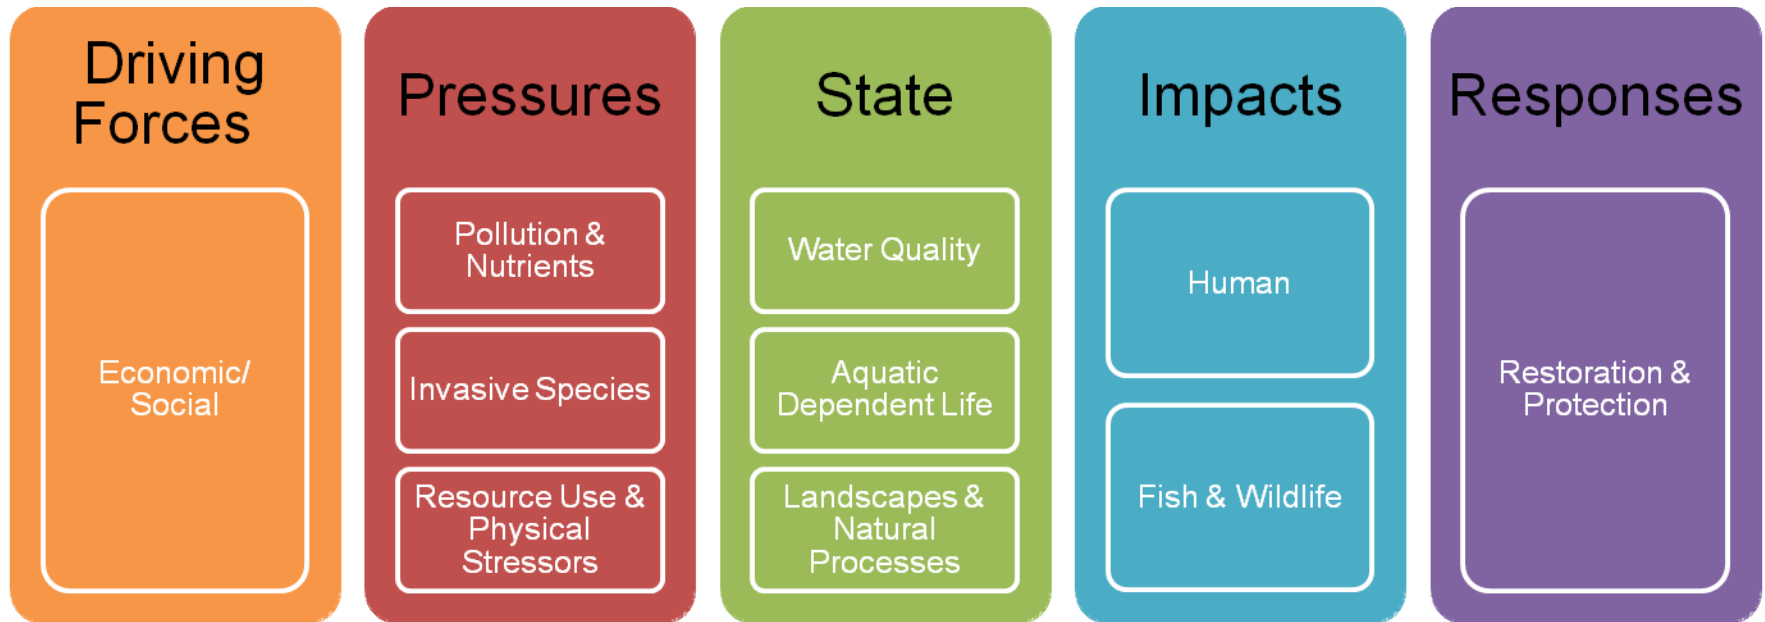 Driving
Forces
Economic/
Social
Pressures
Pollution &
Nutrients
Invasive Species
Resource Use &
Physical
Stressors
State
Water Quality
Aquatic
Dependent Life
Landscapes &
Natural
Processes
Impacts
Human
Fish & Wildlife
Responses
Restoration &
Protection